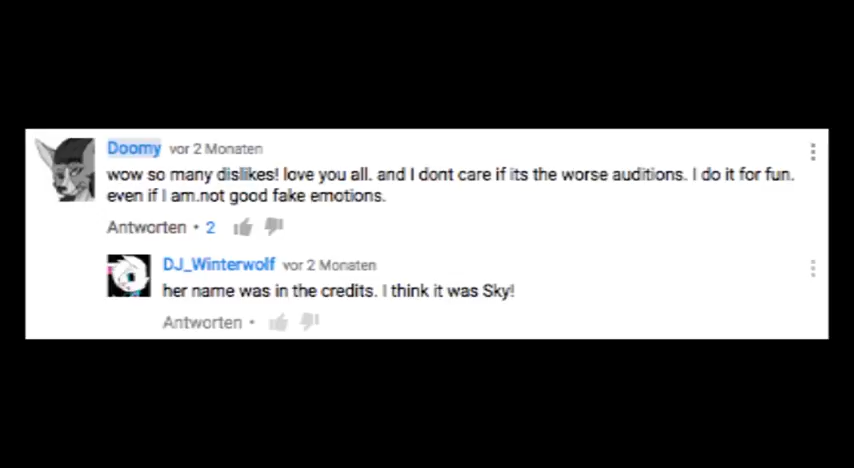 Doomy vor 2 Monaten
wow so many dislikes! love you all. and I dont care if its the worse auditions. I do it for fun.
even if I am.not good fake emotions.
Antworten • 2
DJ_Winterwolf vor 2 Monaten
her name was in the credits. I think it was Sky!
Antworten •